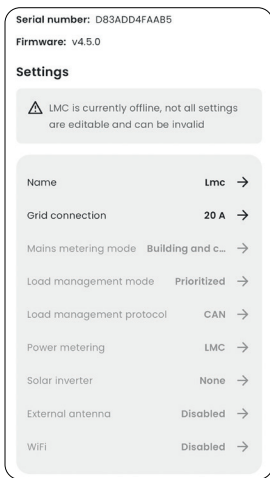 Serial number: D83ADD4FAAB5
Firmware: v4.5.0
Settings
LMC is currently offline, not all settings
are editable and can be invalid
Name Lmc →
Grid connection 20 A →
Mains metering mode Building and c... →
Load management mode Prioritized →
Load management protocol CAN →
Power metering LMC →
Solar inverter None →
External antenna Disabled →
WiFi Disabled →